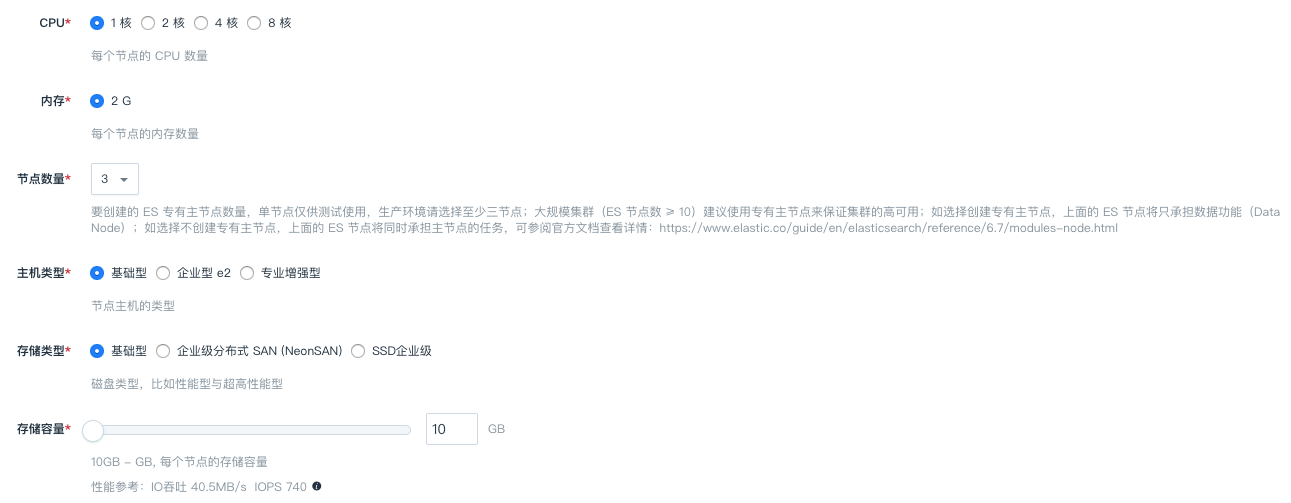 CPU* 1 核 2 核 4 核 8 核
每个节点的 CPU 数量
内存* 2 G
每个节点的内存数量
节点数量* 3
要创建的 ES 专有主节点数量，单节点仅供测试使用，生产环境请选择至少三节点；大规模集群（ES 节点数 ≥ 10）建议使用专有主节点来保证集群的高可用；如选择创建专有主节点，上面的 ES 节点将只承担数据功能（Data
Node）；如选择不创建专有主节点，上面的 ES 节点将同时承担主节点的任务，可参阅官方文档查看详情：https://www.elastic.co/guide/en/elasticsearch/reference/6.7/modules-node.html
主机类型* 基础型 企业型 e2 专业增强型
节点主机的类型
存储类型* 基础型 企业级分布式 SAN (NeonSAN) SSD企业级
磁盘类型，比如性能型与超高性能型
存储容量* 10 GB
10GB - GB, 每个节点的存储容量
性能参考：IO吞吐 40.5MB/s IOPS 740